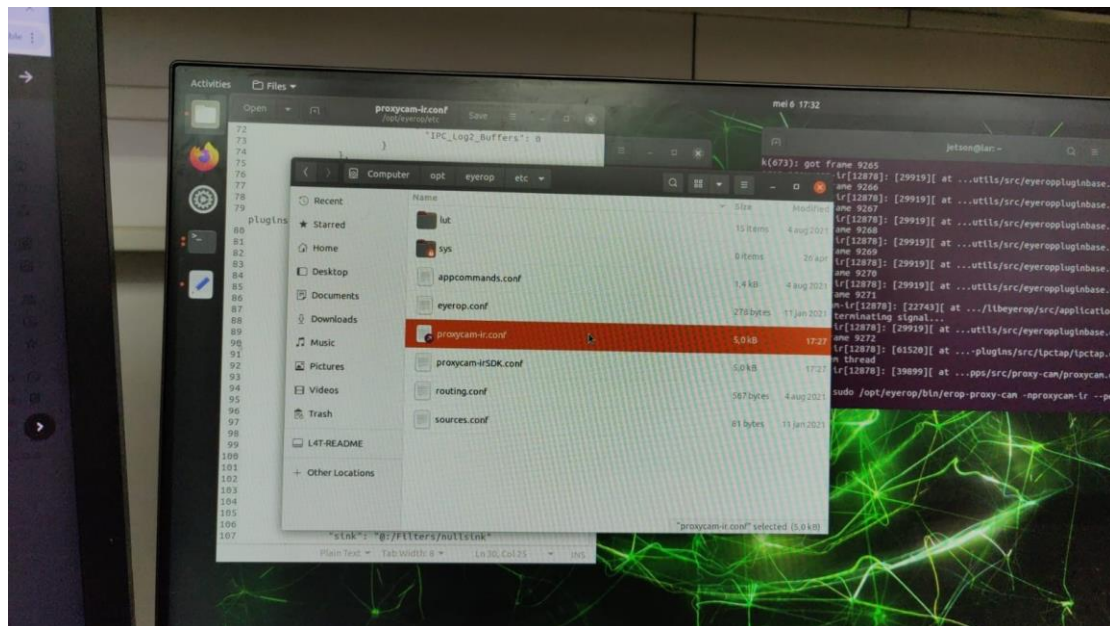 Activities
Files
mei 6 17:32
Open
proxycam-ir.conf
/opt/eyerop/etc
Save
72
73
74
75
76
77
78
79
80
81
82
83
84
85
86
87
88
89
90
91
92
93
94
95
96
97
98
99
100
101
102
103
104
105
106
107
"IPC_Log2_Buffers": 0
}
},
plugins
"sink": "@:/Filters/nullsink"
Plain Text
Tab Width: 8
Ln 30, Col 25
INS
Computer
opt
eyerop
etc
Recent
Starred
Home
Desktop
Documents
Downloads
Music
Pictures
Videos
Trash
L4T-README
+ Other Locations
Name
Size
Modified
lut
15 items
4 aug 2021
sys
0 items
26 apr
appcommands.conf
1,4 kB
4 aug 2021
eyerop.conf
278 bytes
11 jan 2021
proxycam-ir.conf
5,0 kB
17:27
proxycam-irSDK.conf
5,0 kB
17:27
routing.conf
567 bytes
4 aug 2021
sources.conf
81 bytes
11 jan 2021
"proxycam-ir.conf" selected (5,0 kB)
jetson@lar: ~
k(673): got frame 9265
ir[12878]: [29919][ at ...utils/src/eyeroppluginbase.
ame 9266
ir[12878]: [29919][ at ...utils/src/eyeroppluginbase.
ame 9267
ir[12878]: [29919][ at ...utils/src/eyeroppluginbase.
ame 9268
ir[12878]: [29919][ at ...utils/src/eyeroppluginbase.
ame 9269
ir[12878]: [29919][ at ...utils/src/eyeroppluginbase.
ame 9270
ir[12878]: [29919][ at ...utils/src/eyeroppluginbase.
ame 9271
m-ir[12878]: [22743][ at .../libeyerop/src/applicatio
terminating signal...
ir[12878]: [29919][ at ...utils/src/eyeroppluginbase.
ame 9272
ir[12878]: [61520][ at ...-plugins/src/ipctap/ipctap.
m thread
ir[12878]: [39899][ at ...pps/src/proxy-cam/proxycam.
sudo /opt/eyerop/bin/erop-proxy-cam -nproxycam-ir